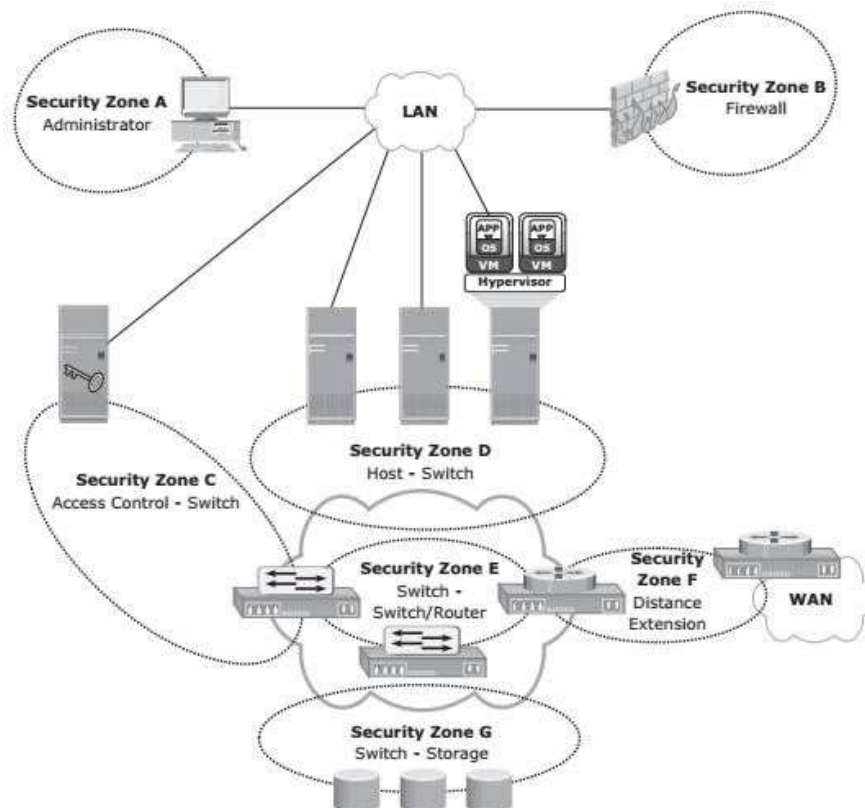 Security Zone A
Administrator
LAN
Security Zone B
Firewall
APP
OS
VM
APP
OS
VM
Hypervisor
Security Zone D
Host - Switch
Security Zone C
Access Control - Switch
Security Zone E
Switch -
Switch/Router
Security
Zone F
Distance
Extension
WAN
Security Zone G
Switch - Storage